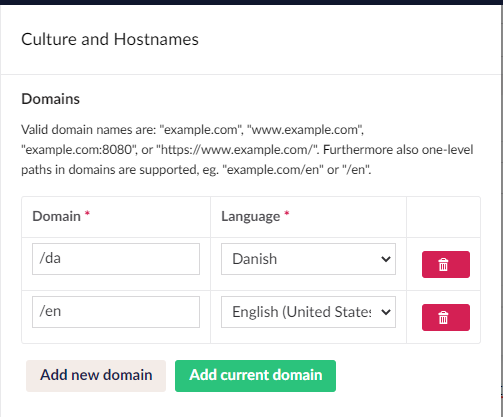 Culture and Hostnames
Domains
Valid domain names are: "example.com", "www.example.com",
"example.com:8080", or "https://www.example.com/". Furthermore also one-level
paths in domains are supported, eg. "example.com/en" or "/en".
Domain * Language *
/da Danish
/en English (United States
Add new domain Add current domain